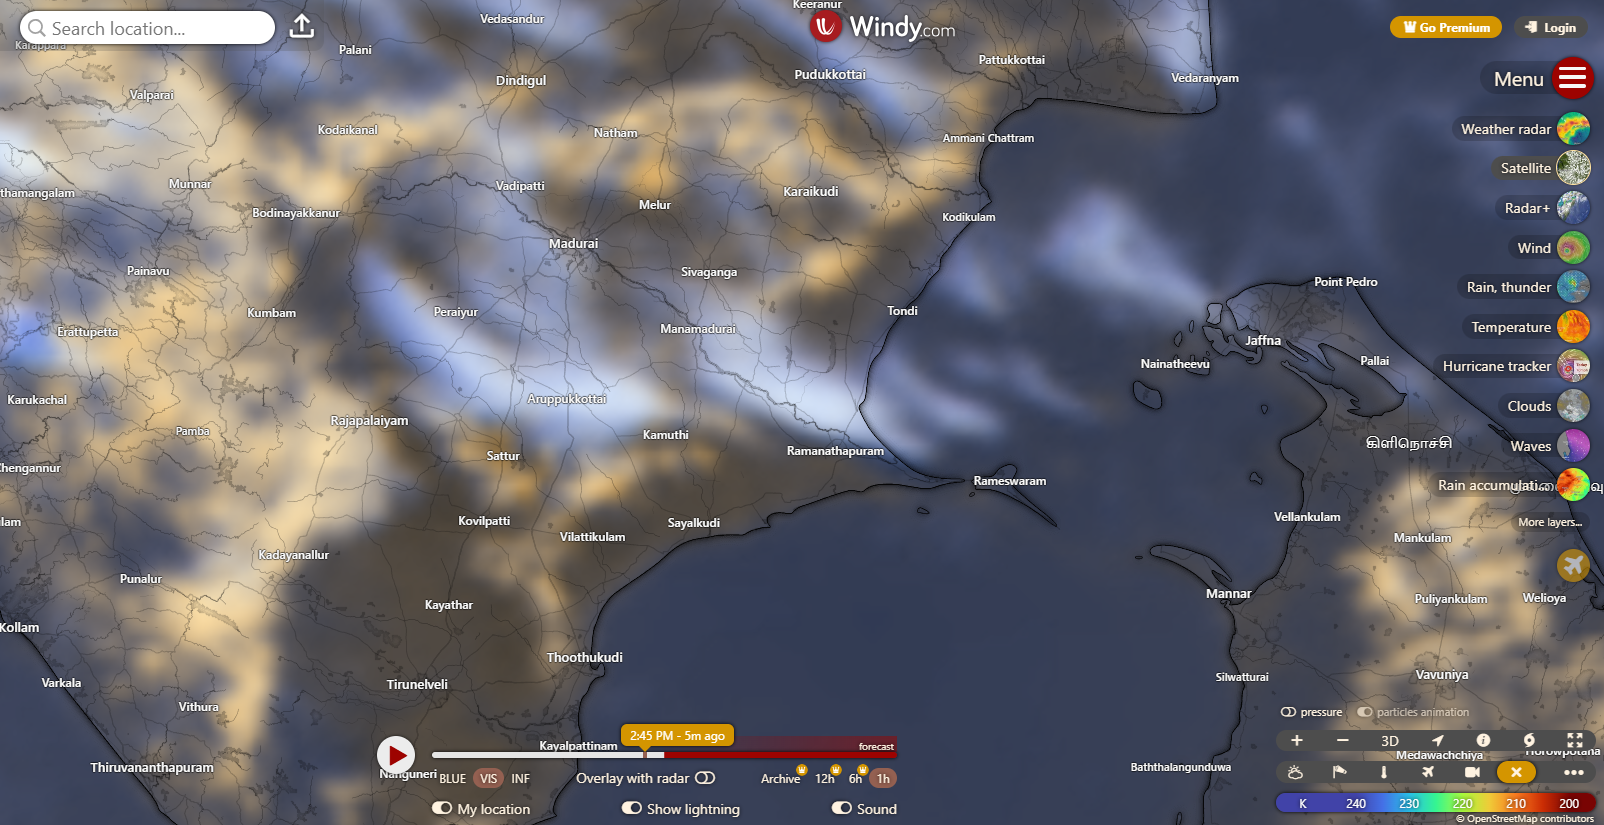 Search location...
Windy.com
Go Premium
Login
Menu
Weather radar
Satellite
Radar+
Wind
Rain, thunder
Temperature
Hurricane tracker
Clouds
Waves
Rain accumulati
More layers...
Keeranur
Vedasandur
Karappara
Palani
Pattukkottai
Dindigul
Pudukkottai
Vedaranyam
Valparai
Kodaikanal
Natham
Ammani Chattram
Munnar
Vadipatti
Karaikudi
thamangalam
Melur
Bodinayakkanur
Kodikulam
Madurai
Painavu
Sivaganga
Point Pedro
Kumbam
Peraiyur
Tondi
Erattupetta
Manamadurai
Jaffna
Nainatheevu
Pallai
Karukachal
Aruppukkottai
Rajapalaiyam
Pamba
Kamuthi
கிளிநொச்சி
Ramanathapuram
Sattur
Chengannur
Rameswaram
Kovilpatti
Sayalkudi
Vellankulam
Vilattikulam
Mankulam
Kadayanallur
Punalur
Mannar
Puliyankulam
Welioya
Kayathar
Kollam
Thoothukudi
Vavuniya
Silwatturai
Varkala
Tirunelveli
Vithura
Kayalpattinam
Thiruvananthapuram
Nanguneri
Baththalangunduwa
Medawachchiya
Horowpotana
2:45 PM - 5m ago
forecast
BLUE VIS INF
Overlay with radar
Archive 12h 6h 1h
My location
Show lightning
Sound
pressure
particles animation
+ − 3D
K 240 230 220 210 200
© OpenStreetMap contributors